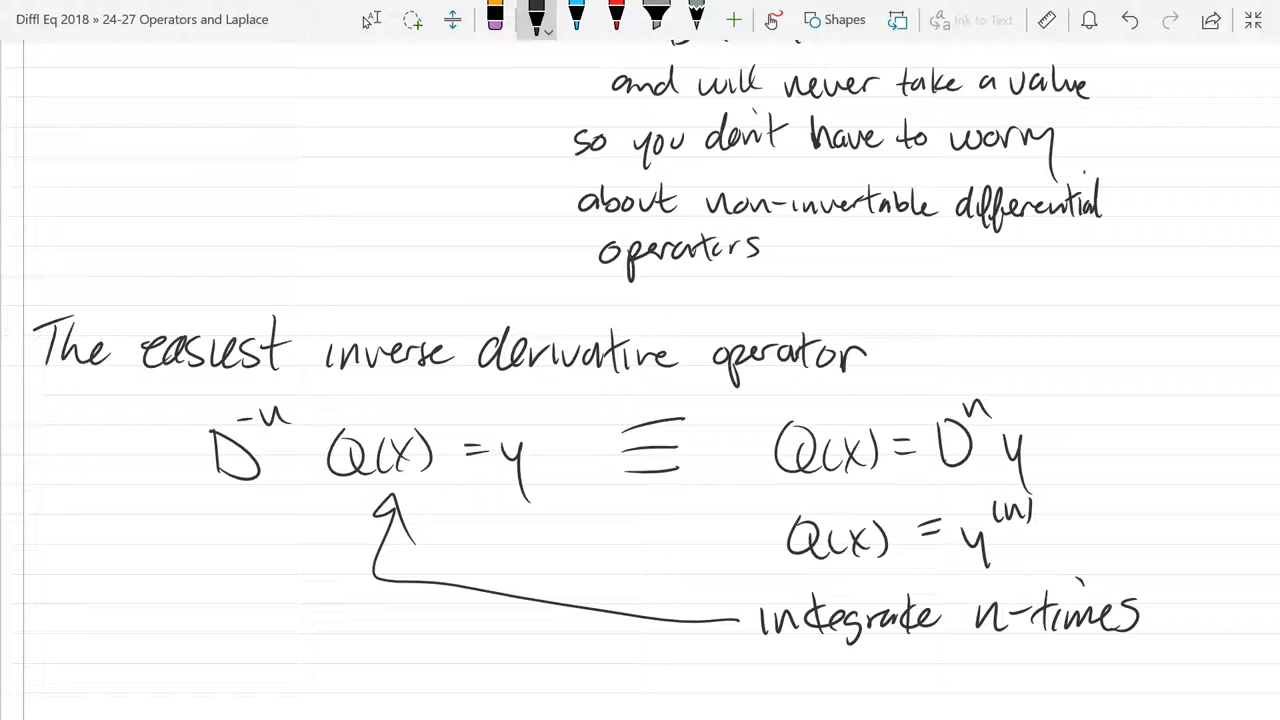 Diffl Eq 2018 » 24-27 Operators and Laplace
Shapes
Ink to Text
and will never take a value
so you don't have to worry
about non-invertable differential
operators
The easiest inverse derivative operator
D⁻ⁿ Q(x) = y ≡ Q(x) = Dⁿ y
Q(x) = y⁽ⁿ⁾
integrate n-times